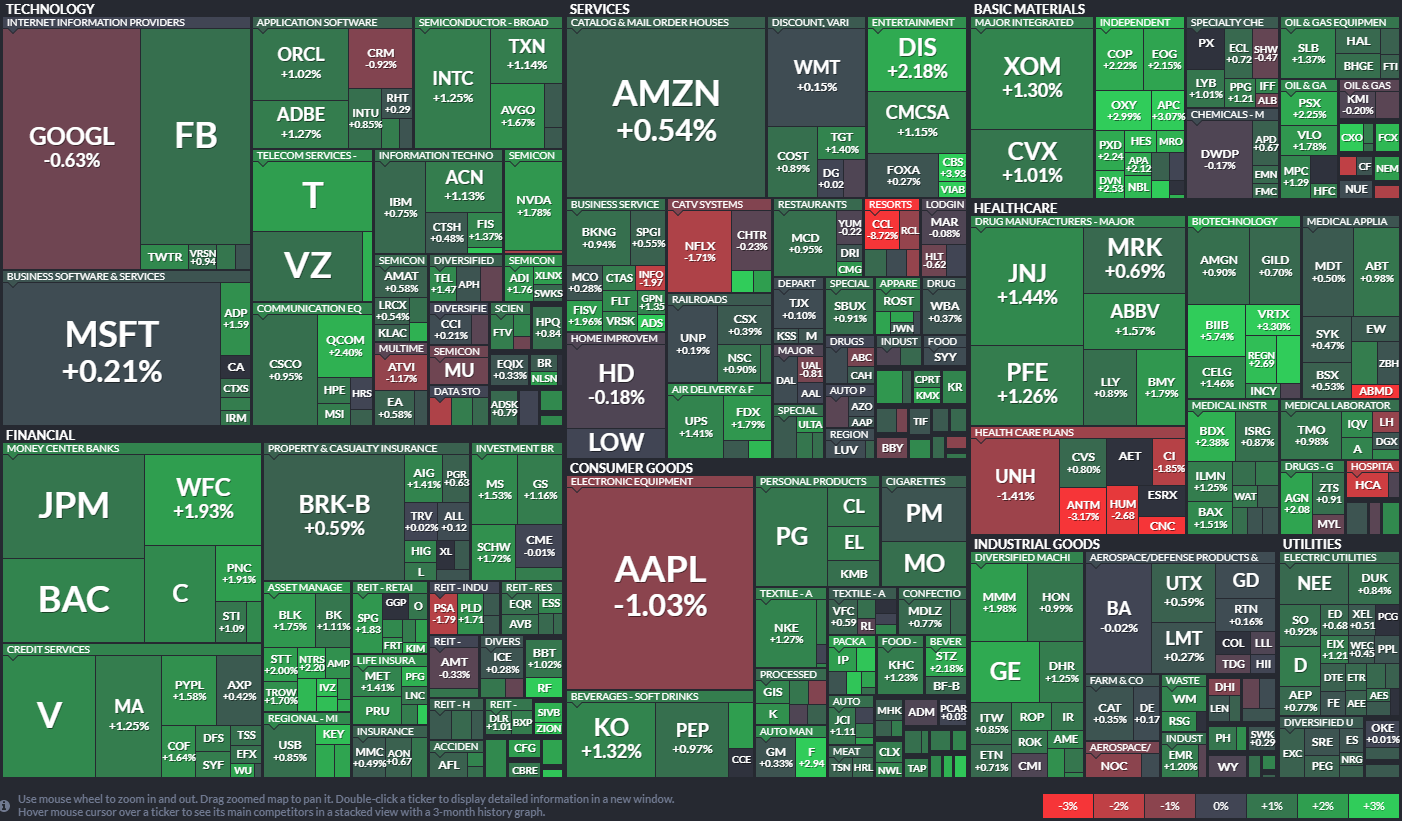 TECHNOLOGY
INTERNET INFORMATION PROVIDERS
GOOGL
-0.63%
FB
TWTR
VRSN
+0.94
APPLICATION SOFTWARE
ORCL
+1.02%
CRM
-0.92%
ADBE
+1.27%
INTU
+0.85%
RHT
+0.29
SEMICONDUCTOR - BROAD
INTC
+1.25%
TXN
+1.14%
AVGO
+1.67%
TELECOM SERVICES -
T
VZ
INFORMATION TECHNO
IBM
+0.75%
ACN
+1.13%
CTSH
+0.48%
FIS
+1.37%
SEMICON
NVDA
+1.78%
BUSINESS SOFTWARE & SERVICES
MSFT
+0.21%
ADP
+1.59
CA
CTXS
IRM
COMMUNICATION EQ
CSCO
+0.95%
QCOM
+2.40%
HPE
HRS
MSI
SEMICON
AMAT
+0.58%
LRCX
+0.54%
KLAC
DIVERSIFIED
TEL
+1.47
APH
SEMICON
ADI
+1.76
XLNX
SWKS
DIVERSIFIE
CCI
+0.21%
SCIEN
FTV
HPQ
+0.84
MULTIME
ATVI
-1.17%
EA
+0.58%
SEMICON
MU
DATA STO
EQIX
+0.33%
BR
NLSN
ADSK
+0.79
SERVICES
CATALOG & MAIL ORDER HOUSES
AMZN
+0.54%
DISCOUNT, VARI
WMT
+0.15%
COST
+0.89%
TGT
+1.40%
DG
+0.02
ENTERTAINMENT
DIS
+2.18%
CMCSA
+1.15%
FOXA
+0.27%
CBS
+3.93
VIAB
BUSINESS SERVICE
BKNG
+0.94%
SPGI
+0.55%
MCO
+0.28%
CTAS
INFO
-1.97
FISV
+1.96%
FLT
GPN
+1.35
VRSK
ADS
CATV SYSTEMS
NFLX
-1.71%
CHTR
-0.23%
RESTAURANTS
MCD
+0.95%
YUM
-0.22
DRI
CMG
RESORTS
CCL
-8.72%
RCL
LODGIN
MAR
-0.08%
HLT
-0.62
RAILROADS
UNP
+0.19%
CSX
+0.39%
NSC
+0.90%
DEPART
TJX
+0.10%
KSS
M
SPECIAL
SBUX
+0.91%
APPARE
ROST
JWN
DRUG
WBA
+0.37%
HOME IMPROVEM
HD
-0.18%
LOW
MAJOR
DAL
UAL
-0.81
AAL
DRUGS
ABC
CAH
INDUST
FOOD
SYY
AIR DELIVERY & F
UPS
+1.41%
FDX
+1.79%
SPECIAL
ULTA
AUTO P
AZO
AAP
REGION
LUV
CPRT
KMX
KR
TIF
BBY
BASIC MATERIALS
MAJOR INTEGRATED
XOM
+1.30%
CVX
+1.01%
INDEPENDENT
COP
+2.22%
EOG
+2.15%
OXY
+2.99%
APC
+3.07%
PXD
+2.24
HES
MRO
APA
+2.12
DVN
+2.53
NBL
SPECIALTY CHE
PX
ECL
+0.72
SHW
-0.47
LYB
+1.01%
PPG
+1.21
IFF
ALB
CHEMICALS - M
DWDP
-0.17%
APD
+0.67
EMN
FMC
OIL & GAS EQUIPMEN
SLB
+1.37%
HAL
BHGE
FTI
OIL & GA
PSX
+2.25%
VLO
+1.78%
MPC
+1.29
HFC
OIL & GAS
KMI
-0.20%
CXO
FCX
CF
NEM
NUE
HEALTHCARE
DRUG MANUFACTURERS - MAJOR
JNJ
+1.44%
PFE
+1.26%
MRK
+0.69%
ABBV
+1.57%
LLY
+0.89%
BMY
+1.79%
BIOTECHNOLOGY
AMGN
+0.90%
GILD
+0.70%
BIIB
+5.74%
VRTX
+3.30%
REGN
+2.69
CELG
+1.46%
INCY
MEDICAL APPLIA
MDT
+0.50%
ABT
+0.98%
SYK
+0.47%
EW
BSX
+0.53%
ZBH
ABMD
HEALTH CARE PLANS
UNH
-1.41%
CVS
+0.80%
AET
CI
-1.85%
ANTM
-3.17%
HUM
-2.68
ESRX
CNC
MEDICAL INSTR
BDX
+2.38%
ISRG
+0.87%
ILMN
+1.25%
WAT
BAX
+1.51%
MEDICAL LABORATOR
TMO
+0.98%
IQV
LH
A
DGX
DRUGS - G
AGN
+2.08
ZTS
+0.91
MYL
HOSPITA
HCA
FINANCIAL
MONEY CENTER BANKS
JPM
BAC
WFC
+1.93%
C
PNC
+1.91%
STI
+1.09
PROPERTY & CASUALTY INSURANCE
BRK-B
+0.59%
AIG
+1.41%
PGR
+0.63
TRV
+0.02%
ALL
+0.12
HIG
XL
L
INVESTMENT BR
MS
+1.53%
GS
+1.16%
SCHW
+1.72%
CME
-0.01%
CREDIT SERVICES
V
MA
+1.25%
PYPL
+1.58%
AXP
+0.42%
COF
+1.64%
DFS
TSS
EFX
SYF
WU
ASSET MANAGE
BLK
+1.75%
BK
+1.11%
STT
+2.00%
NTRS
+2.20
AMP
TROW
+1.70%
IVZ
REIT - RETAI
SPG
+1.83
GGP
O
FRT
KIM
REIT - INDU
PSA
-1.79
PLD
+1.71
REIT - RES
EQR
ESS
AVB
REGIONAL - MI
USB
+0.85%
KEY
LIFE INSURA
MET
+1.41%
PFG
LNC
PRU
REIT -
AMT
-0.33%
DIVERS
ICE
+0.28%
BBT
+1.02%
RF
INSURANCE
MMC
+0.49%
AON
+0.67
REIT - H
REIT -
DLR
+1.01
BXP
SIVB
ZION
ACCIDEN
AFL
CFG
CBRE
CONSUMER GOODS
ELECTRONIC EQUIPMENT
AAPL
-1.03%
BEVERAGES - SOFT DRINKS
KO
+1.32%
PEP
+0.97%
CCE
PERSONAL PRODUCTS
PG
CL
EL
KMB
CIGARETTES
PM
MO
TEXTILE - A
NKE
+1.27%
TEXTILE - A
VFC
+0.59
RL
CONFECTIO
MDLZ
+0.77%
PROCESSED
GIS
K
PACKA
IP
FOOD -
KHC
+1.23%
BEVER
STZ
+2.18%
BF-B
AUTO MAN
GM
+0.33%
F
+2.94
AUTO
JCI
+1.11
MHK
ADM
PCAR
+0.03
MEAT
TSN
HRL
CLX
NWL
TAP
INDUSTRIAL GOODS
DIVERSIFIED MACHI
MMM
+1.98%
HON
+0.99%
GE
DHR
+1.25%
ITW
+0.85%
ROP
IR
ETN
+0.71%
ROK
AME
CMI
AEROSPACE/DEFENSE PRODUCTS &
BA
-0.02%
UTX
+0.59%
GD
LMT
+0.27%
RTN
+0.16%
COL
LLL
TDG
HII
FARM & CO
CAT
+0.35%
DE
+0.17
WASTE
WM
RSG
DHI
LEN
AEROSPACE/
NOC
INDUST
EMR
+1.20%
PH
SWK
+0.29
WY
UTILITIES
ELECTRIC UTILITIES
NEE
DUK
+0.84%
SO
+0.92%
ED
+0.68
XEL
+0.51
PCG
D
EIX
+1.21
WEC
+0.45
PPL
DTE
ETR
AEP
+0.77%
FE
AEE
AES
DIVERSIFIED U
EXC
SRE
ES
OKE
+0.01%
PEG
NRG
Use mouse wheel to zoom in and out. Drag zoomed map to pan it. Double-click a ticker to display detailed information in a new window.
Hover mouse cursor over a ticker to see its main competitors in a stacked view with a 3-month history graph.
-3%
-2%
-1%
0%
+1%
+2%
+3%